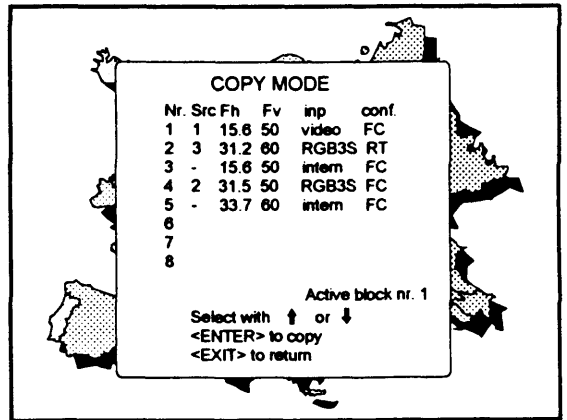 COPY MODE
Nr. Src Fh Fv inp conf.
1 1 15.6 50 video FC
2 3 31.2 60 RGB3S RT
3 - 15.6 50 intern FC
4 2 31.5 50 RGB3S FC
5 - 33.7 60 intern FC
6
7
8
Active block nr. 1
Select with ↑ or ↓
<ENTER> to copy
<EXIT> to return